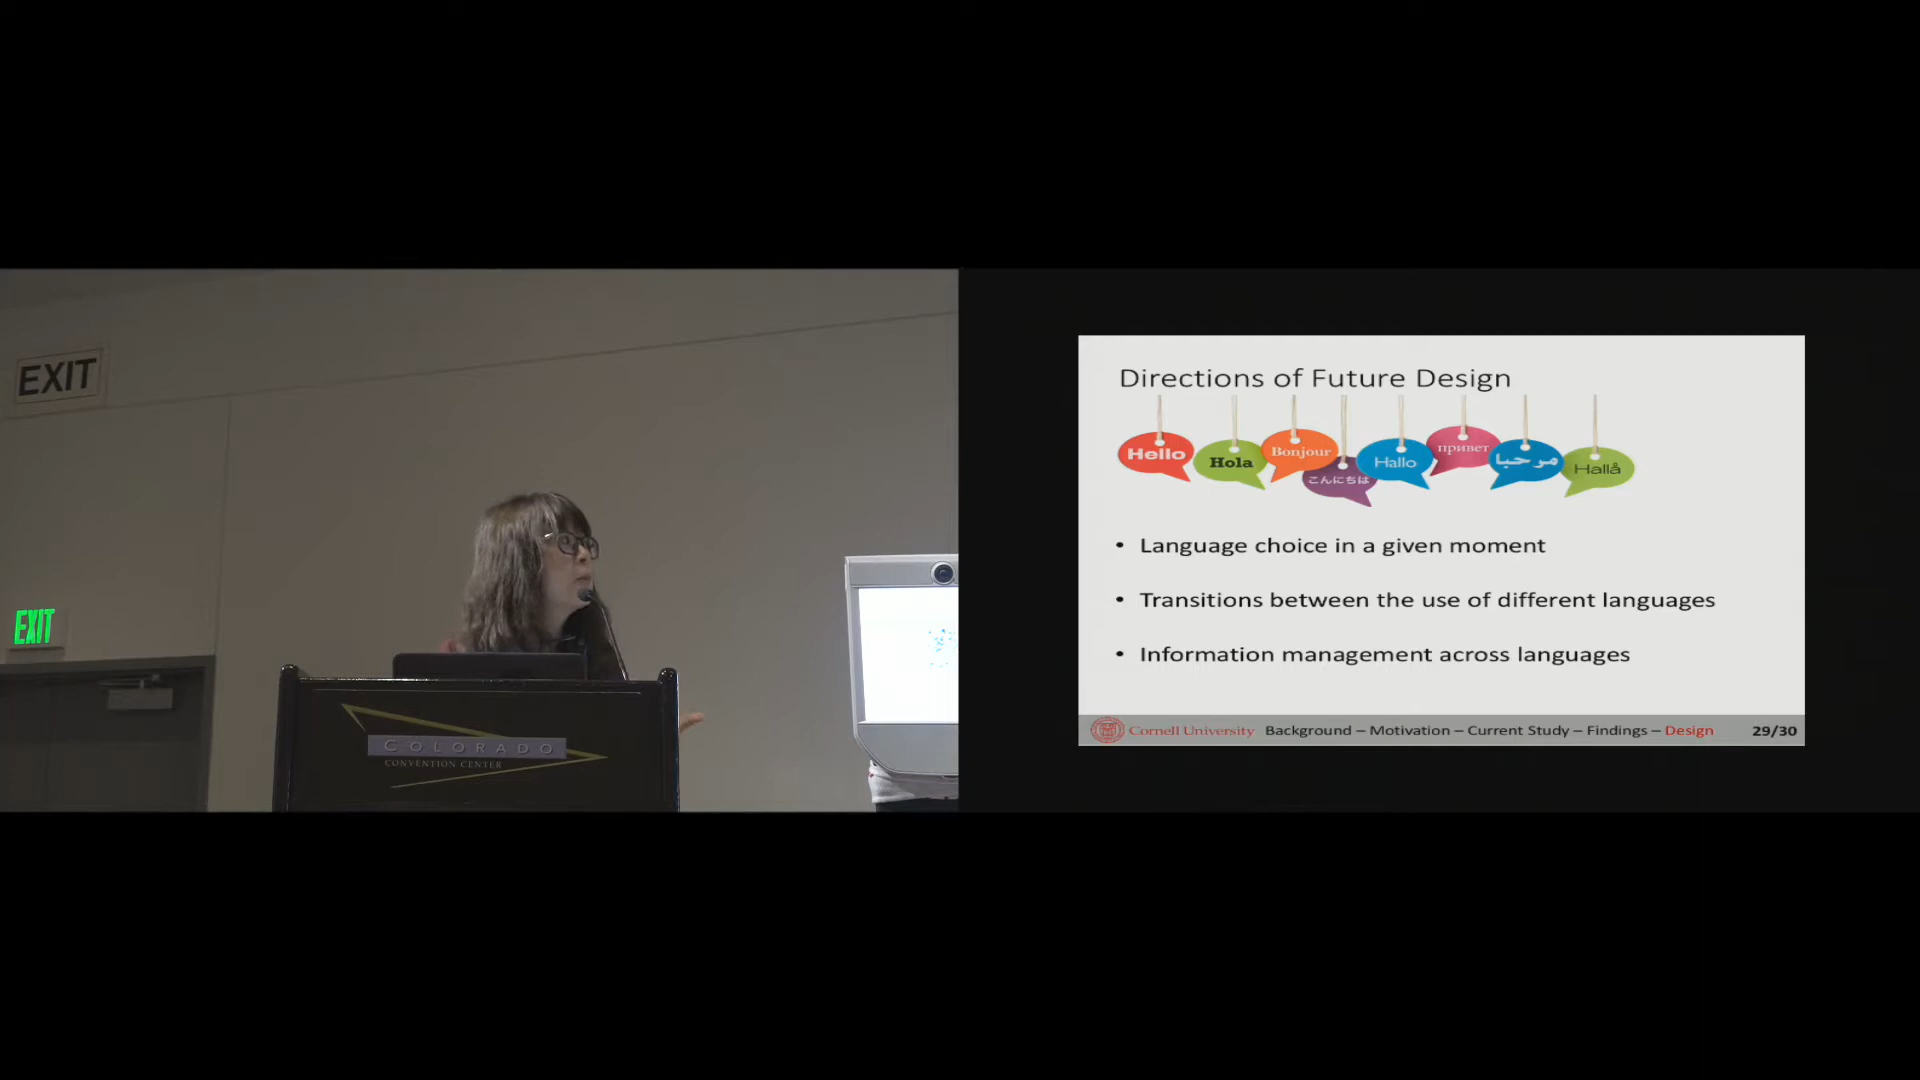 EXIT
EXIT
COLORADO
CONVENTION CENTER
Directions of Future Design
Hello
Hola
Bonjour
こんにちは
Hallo
привет
مرحبا
Hallå
• Language choice in a given moment
• Transitions between the use of different languages
• Information management across languages
Cornell University Background – Motivation – Current Study – Findings – Design 29/30